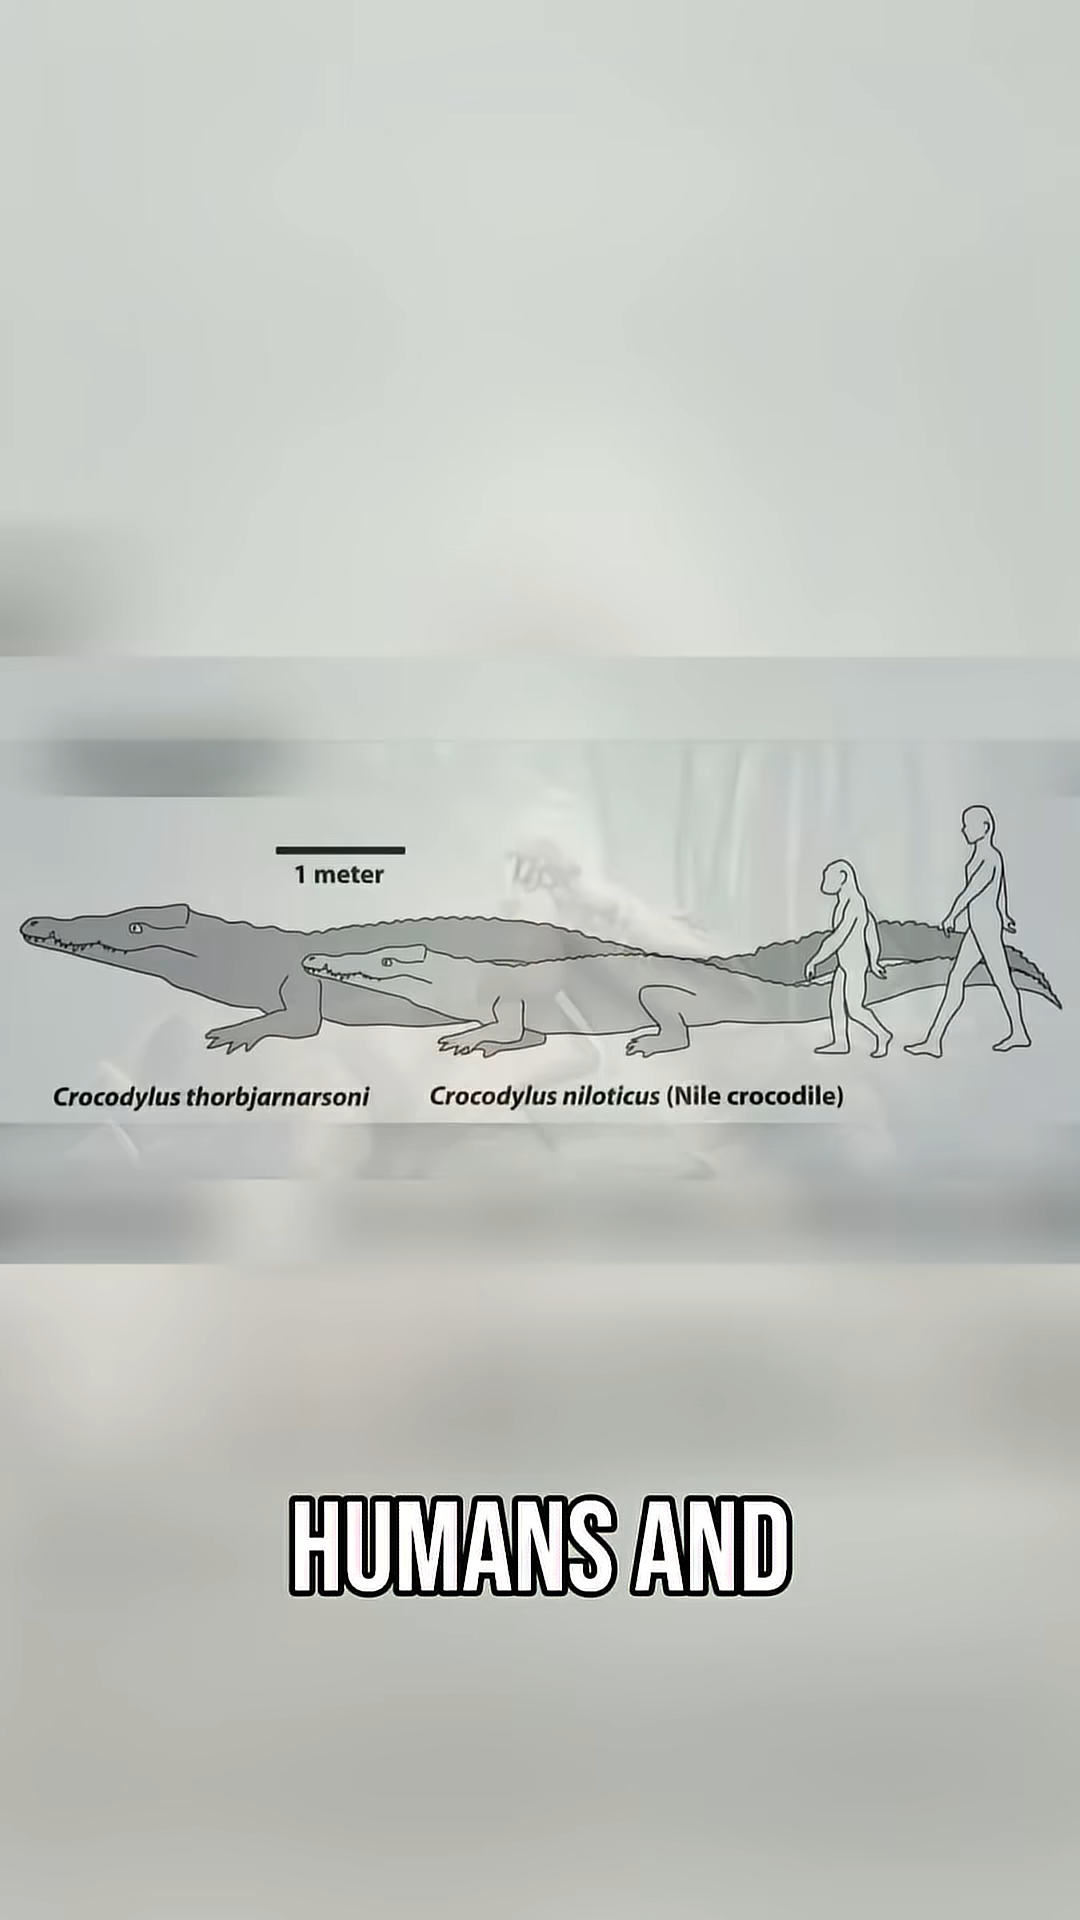 1 meter
Crocodylus thorbjarnarsoni
Crocodylus niloticus (Nile crocodile)
HUMANS AND